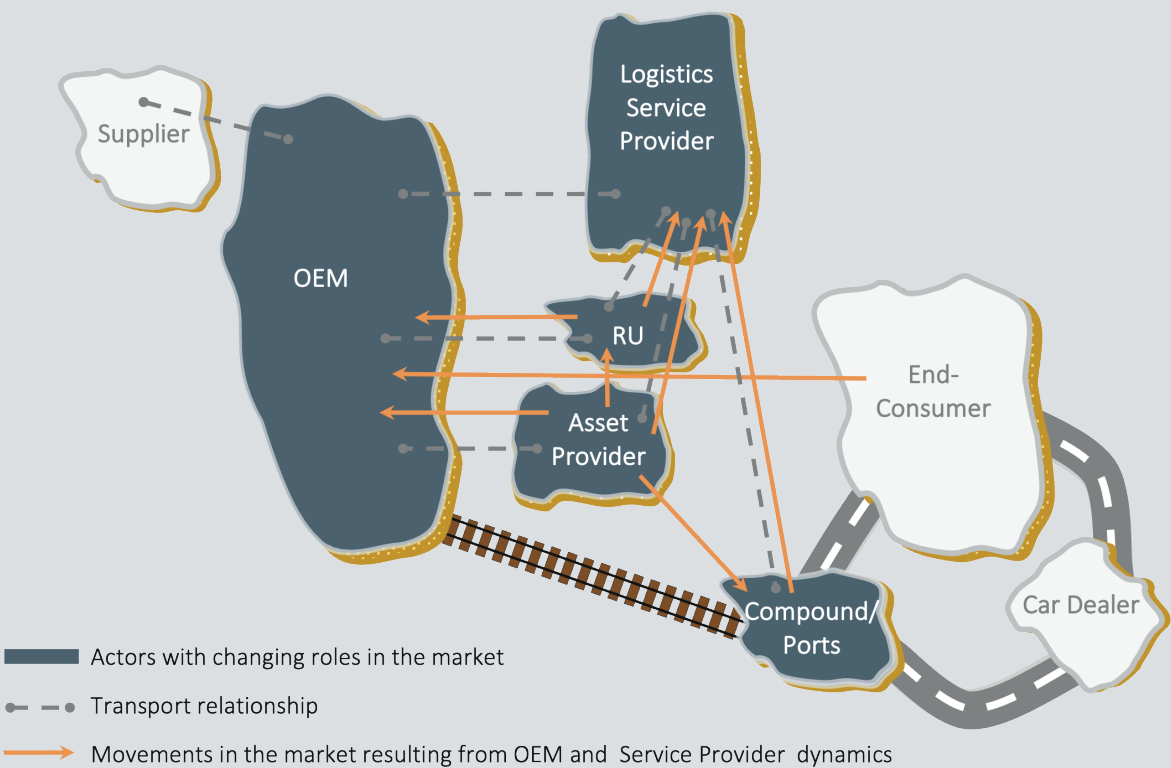 Logistics
Service
Provider
Supplier
OEM
RU
End-
Consumer
Asset
Provider
Car Dealer
Compound/
Ports
Actors with changing roles in the market
Transport relationship
Movements in the market resulting from OEM and Service Provider dynamics